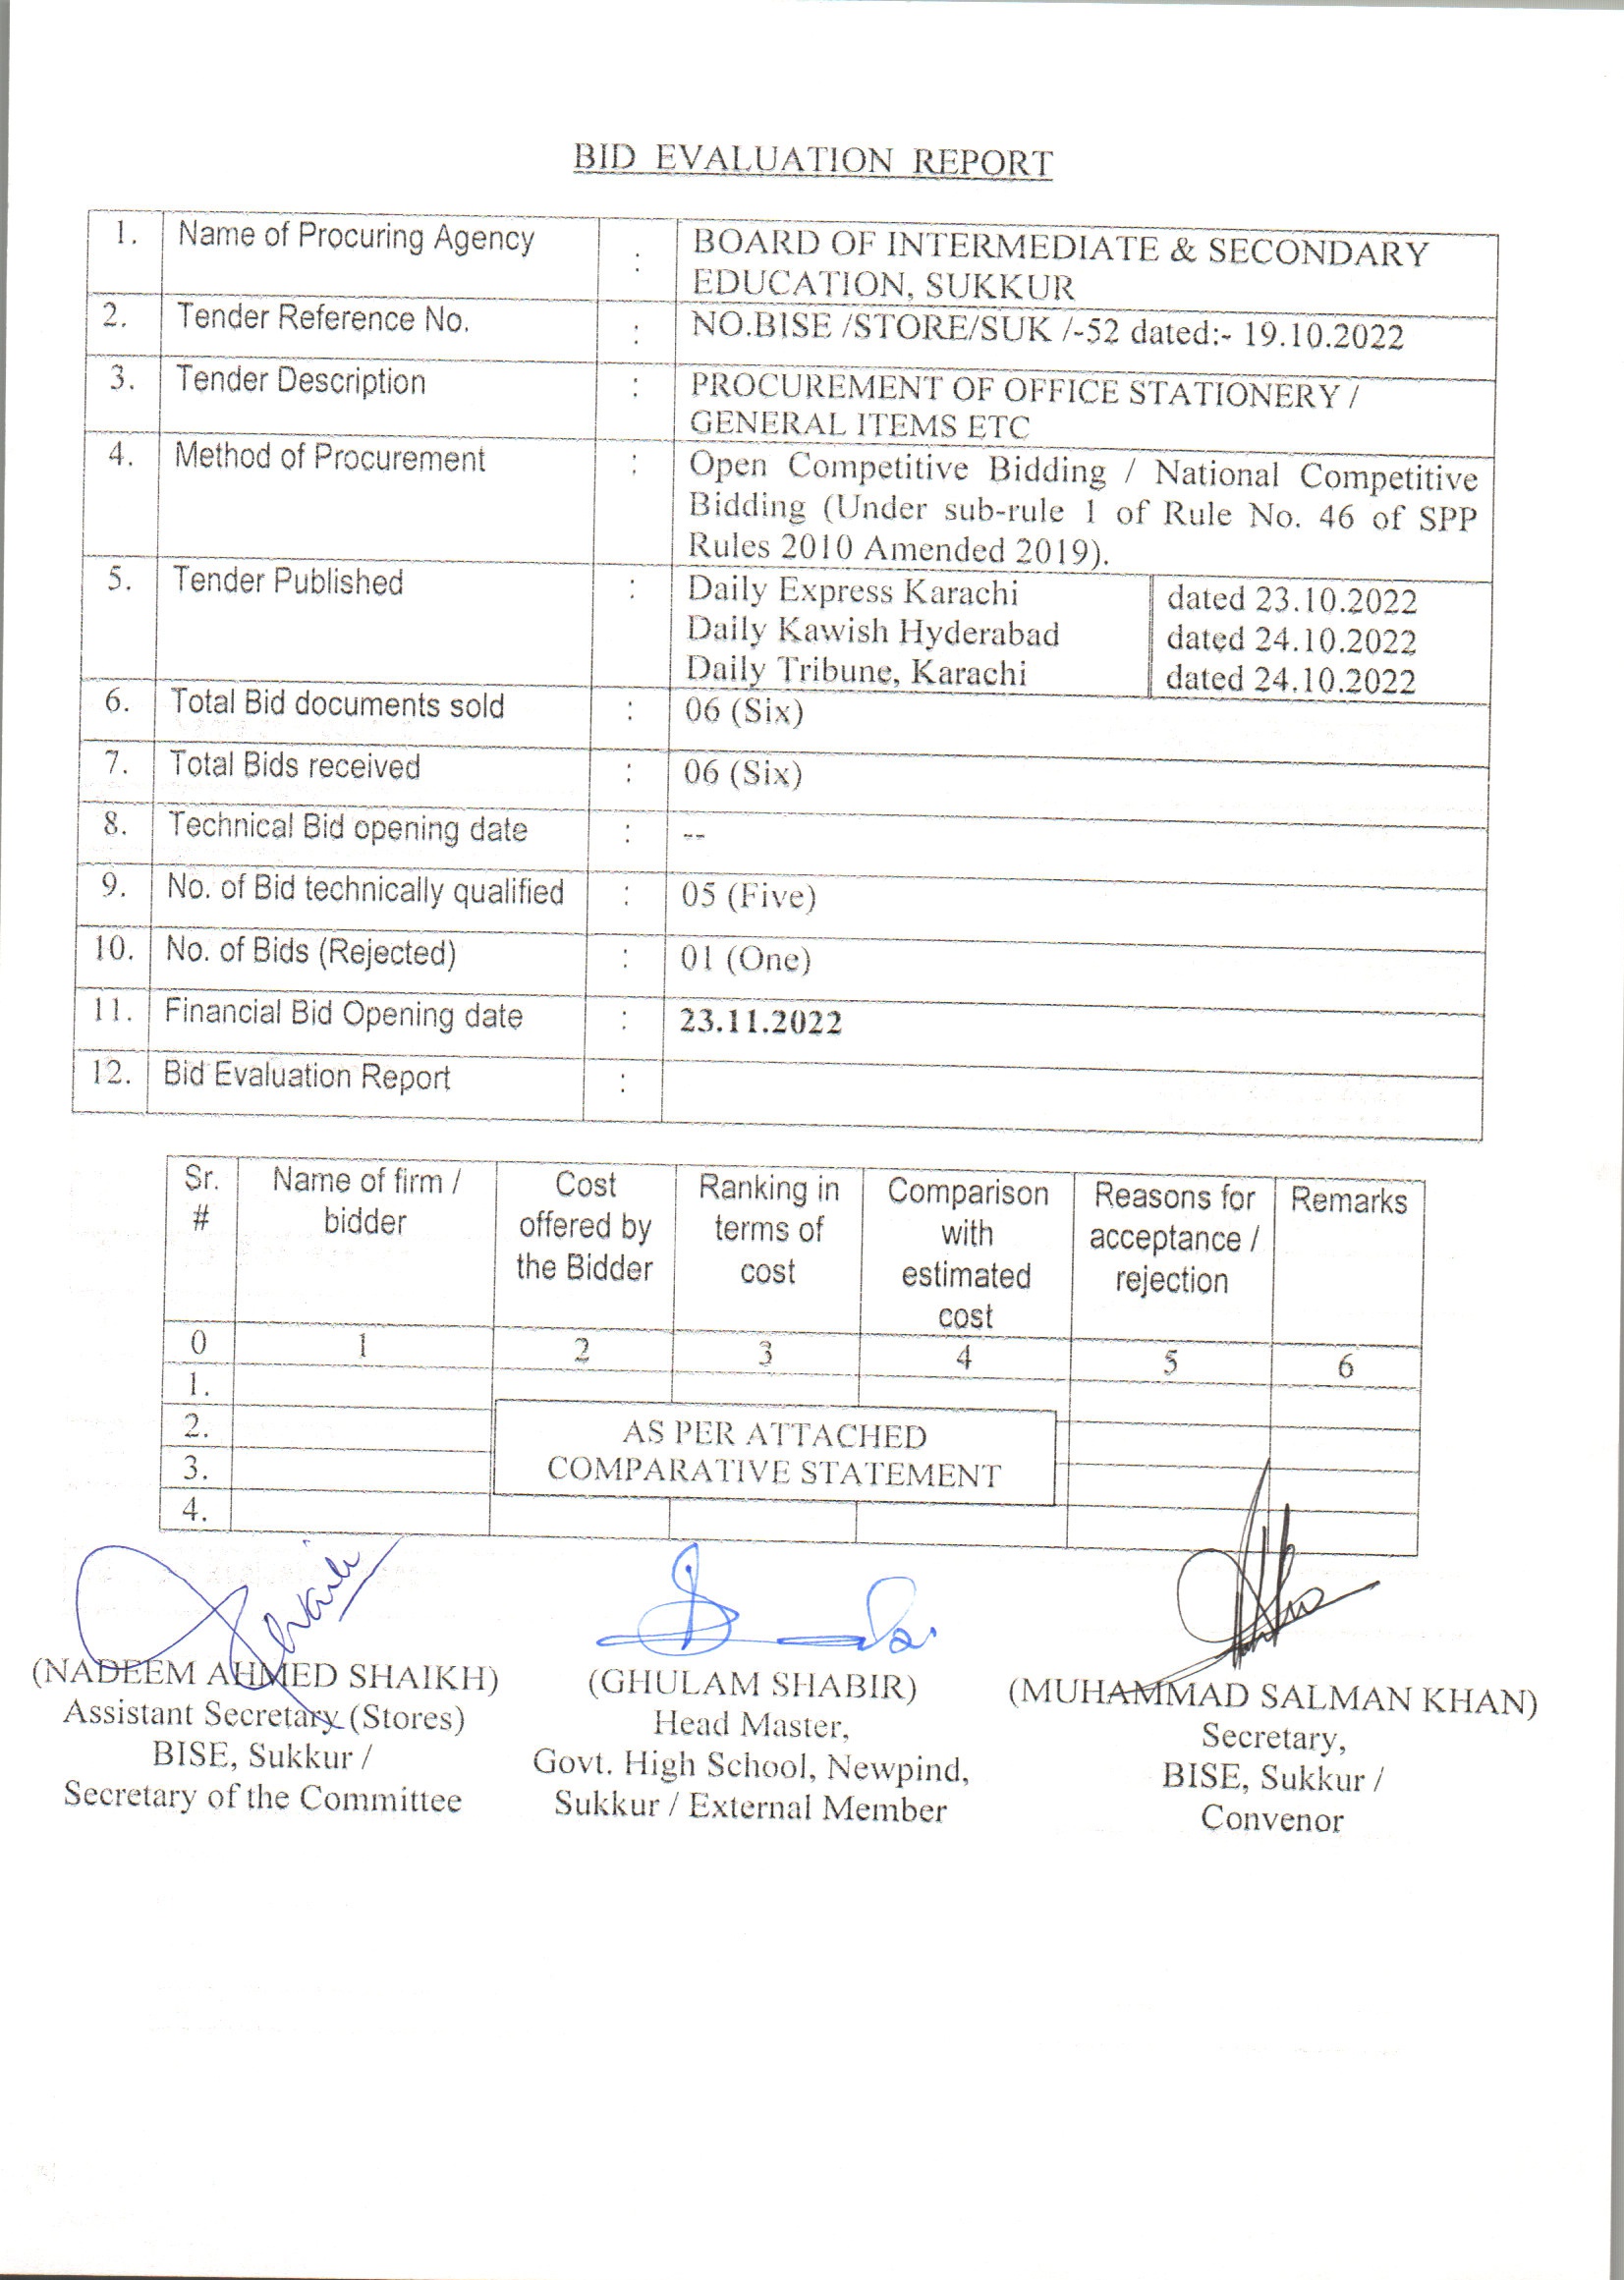 BID EVALUATION REPORT
1. Name of Procuring Agency : BOARD OF INTERMEDIATE & SECONDARY
EDUCATION, SUKKUR
2. Tender Reference No. : NO.BISE /STORE/SUK /-52 dated:- 19.10.2022
3. Tender Description : PROCUREMENT OF OFFICE STATIONERY /
GENERAL ITEMS ETC
4. Method of Procurement : Open Competitive Bidding / National Competitive
Bidding (Under sub-rule 1 of Rule No. 46 of SPP
Rules 2010 Amended 2019).
5. Tender Published : Daily Express Karachi dated 23.10.2022
Daily Kawish Hyderabad dated 24.10.2022
Daily Tribune, Karachi dated 24.10.2022
6. Total Bid documents sold : 06 (Six)
7. Total Bids received : 06 (Six)
8. Technical Bid opening date : --
9. No. of Bid technically qualified : 05 (Five)
10. No. of Bids (Rejected) : 01 (One)
11. Financial Bid Opening date : 23.11.2022
12. Bid Evaluation Report :
Sr. Name of firm / Cost Ranking in Comparison Reasons for Remarks
# bidder offered by terms of with acceptance /
the Bidder cost estimated rejection
cost
0 1 2 3 4 5 6
1.
2. AS PER ATTACHED
3. COMPARATIVE STATEMENT
4.
(NADEEM AHMED SHAIKH) (GHULAM SHABIR) (MUHAMMAD SALMAN KHAN)
Assistant Secretary (Stores) Head Master, Secretary,
BISE, Sukkur / Govt. High School, Newpind, BISE, Sukkur /
Secretary of the Committee Sukkur / External Member Convenor